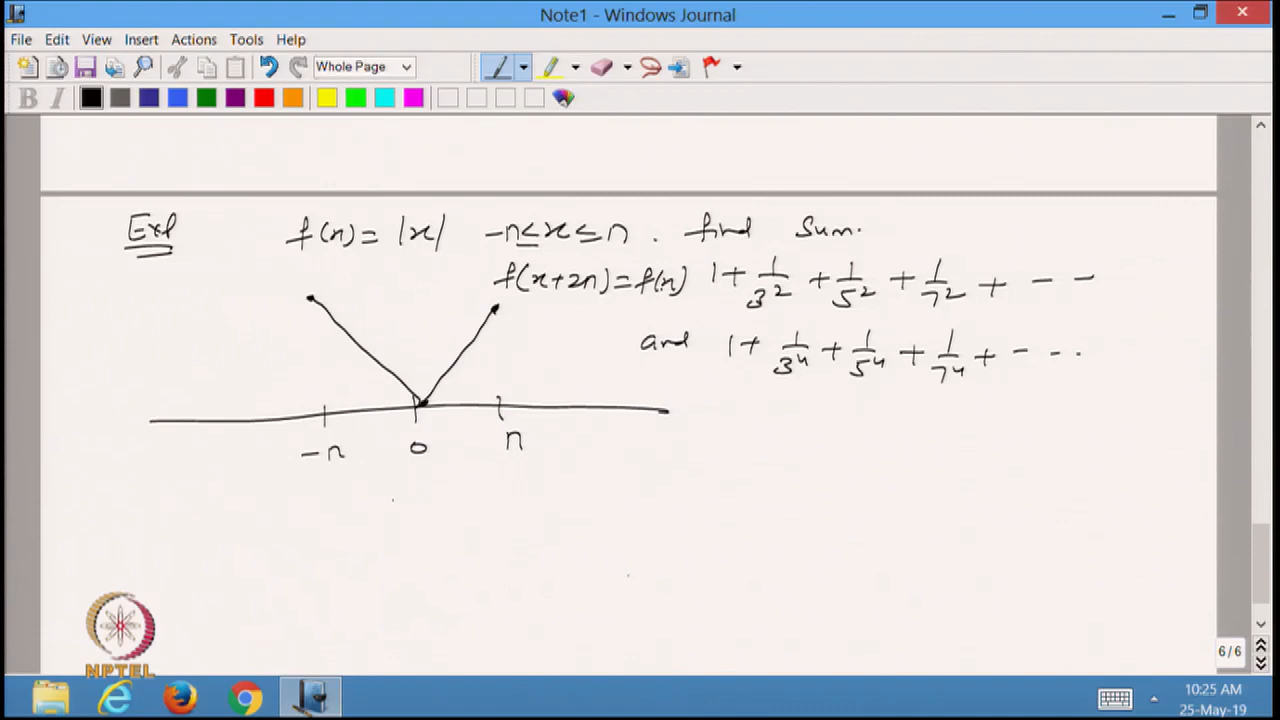 Note1 - Windows Journal
File Edit View Insert Actions Tools Help
Whole Page
B I
Exl f(x) = |x| -π ≤ x ≤ π . find sum.
f(x+2π) = f(x) 1 + 1/3² + 1/5² + 1/7² + - -
and 1 + 1/3⁴ + 1/5⁴ + 1/7⁴ + - - -
-π 0 π
NPTEL
6 / 6
10:25 AM
25-May-19